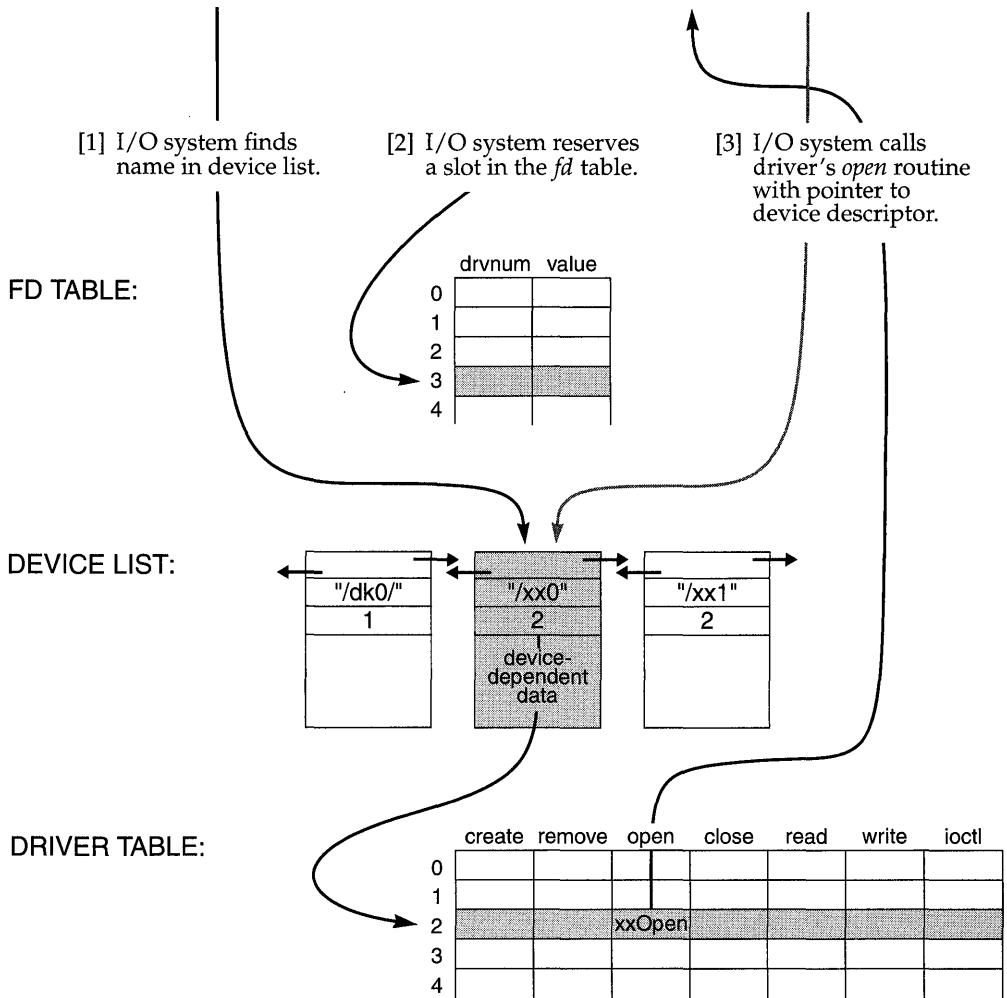 [1] I/O system finds
name in device list.
[2] I/O system reserves
a slot in the fd table.
[3] I/O system calls
driver's open routine
with pointer to
device descriptor.
FD TABLE:
drvnum value
0
1
2
3
4
DEVICE LIST:
"/dk0/"
1
"/xx0"
2
device-
dependent
data
"/xx1"
2
DRIVER TABLE:
create remove open close read write ioctl
0
1
2 xxOpen
3
4